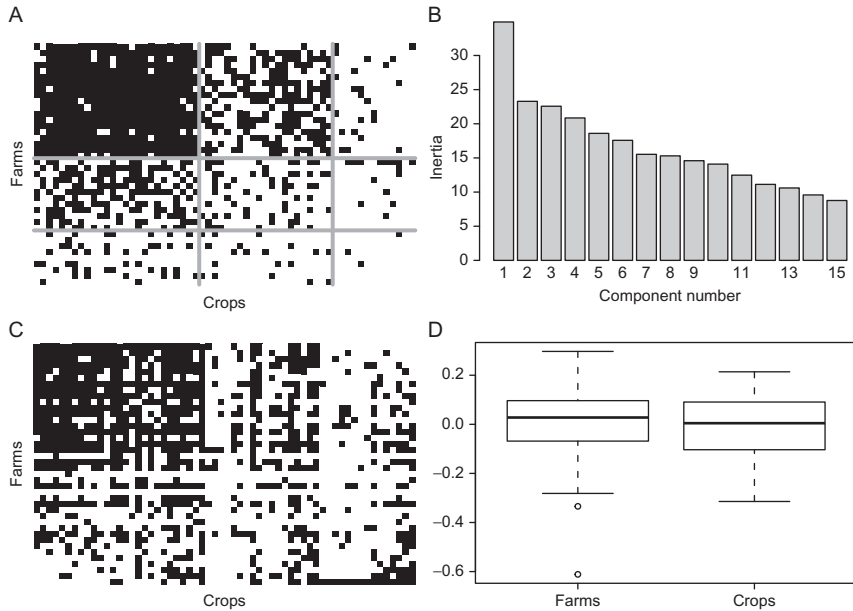 A
Farms
Crops
B
Inertia
30
25
20
15
10
5
0
1 2 3 4 5 6 7 8 9 11 13 15
Component number
C
Farms
Crops
D
0.2
0.0
−0.2
−0.4
−0.6
Farms Crops